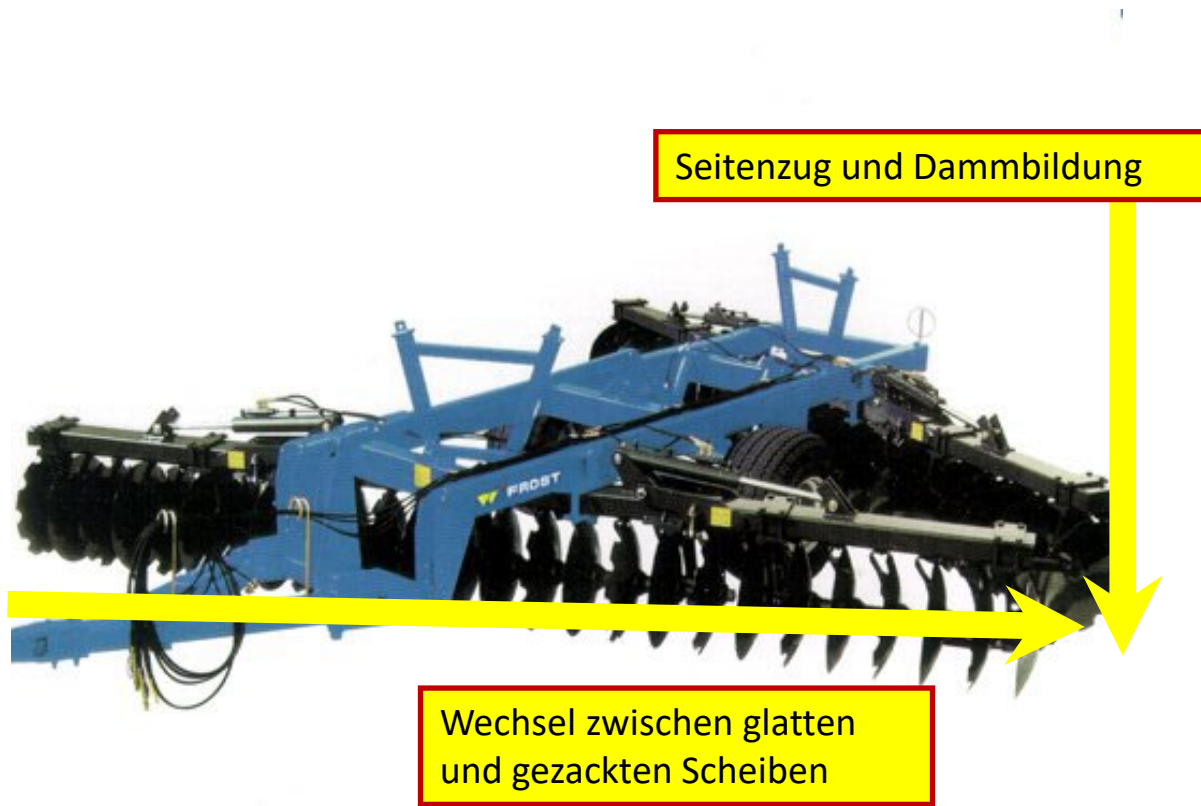 Seitenzug und Dammbildung
FROST
Wechsel zwischen glatten
und gezackten Scheiben